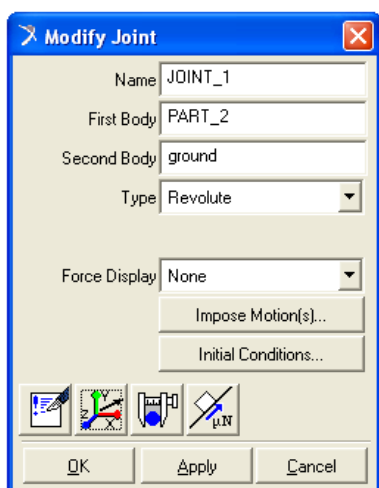 Modify Joint
Name JOINT_1
First Body PART_2
Second Body ground
Type Revolute
Force Display None
Impose Motion(s)...
Initial Conditions...
Z Y X μN
OK Apply Cancel